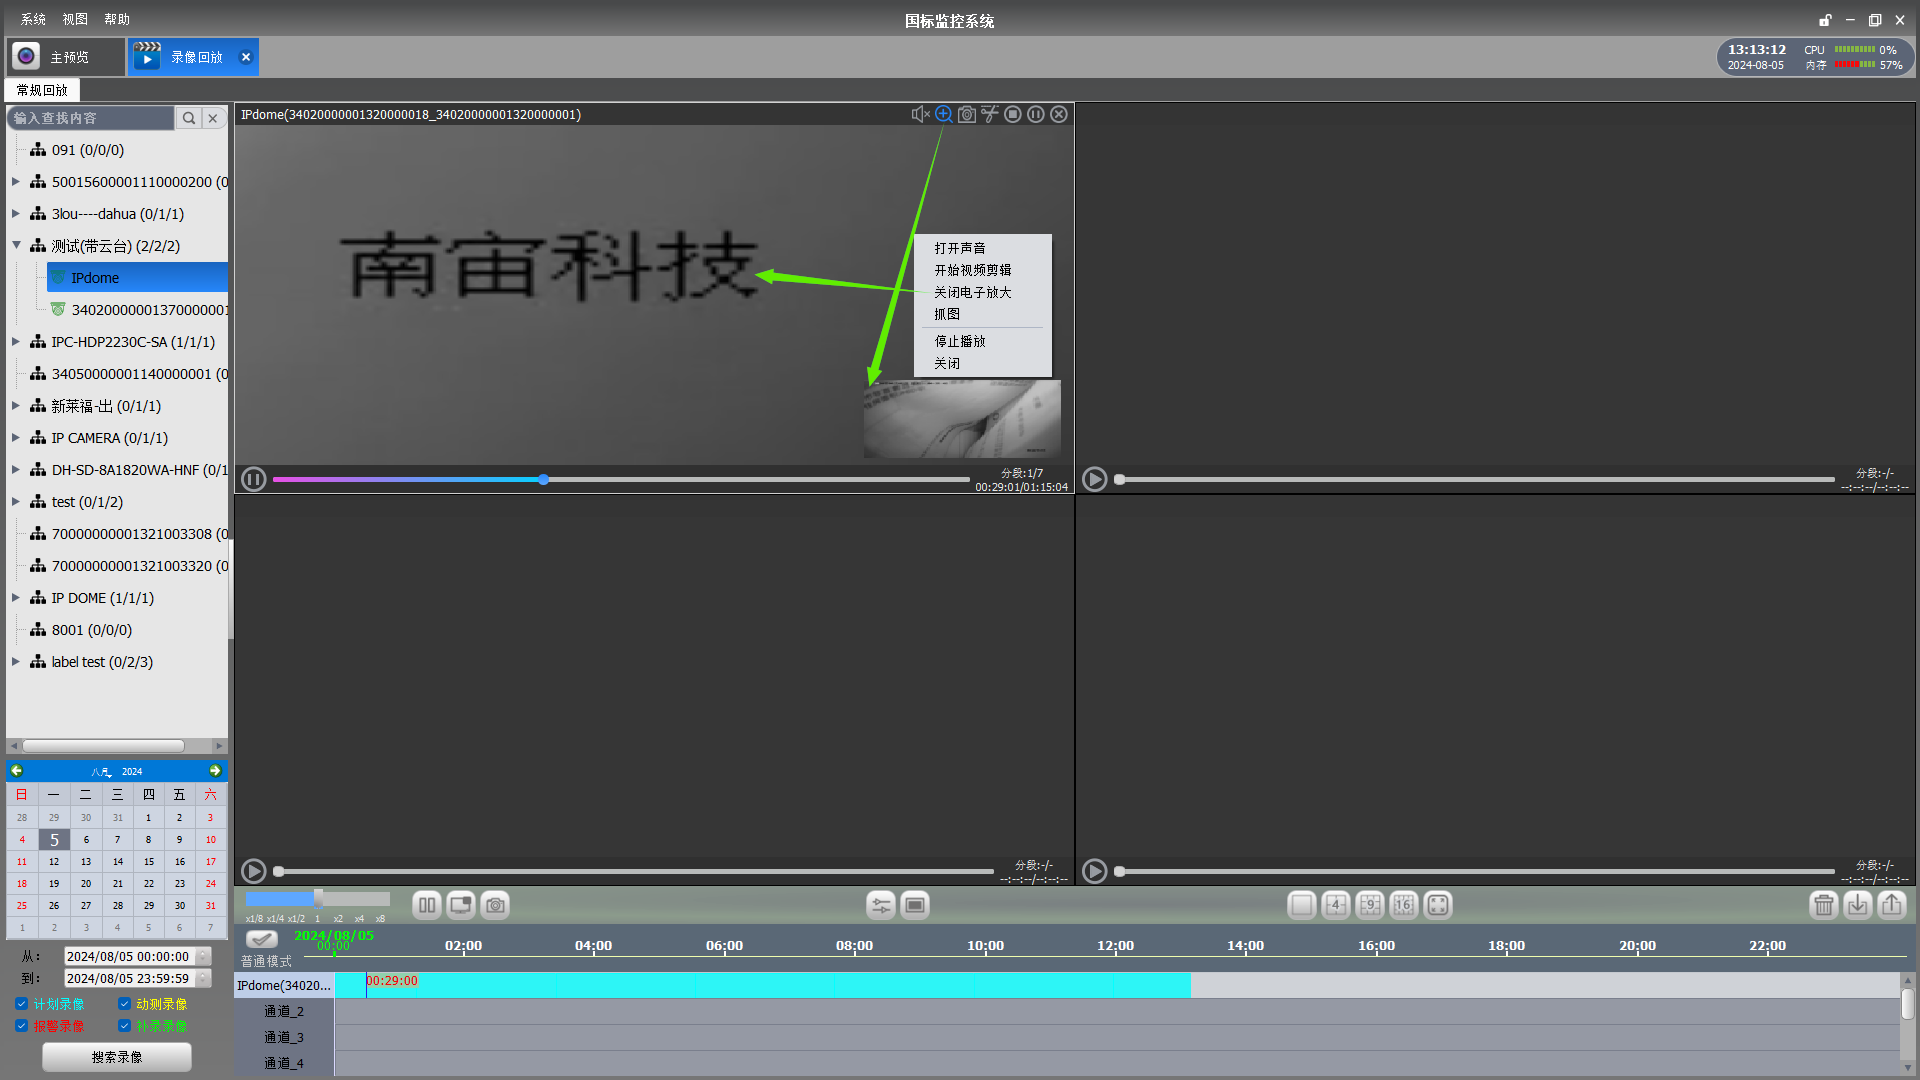 系统 视图 帮助
国标监控系统
主预览
录像回放
13:13:12
CPU 0%
2024-08-05
内存 57%
常规回放
输入查找内容
091 (0/0/0)
50015600001110000200 (0
3lou----dahua (0/1/1)
测试(带云台) (2/2/2)
IPdome
34020000001370000001
IPC-HDP2230C-SA (1/1/1)
34050000001140000001 (0
新莱福-出 (0/1/1)
IP CAMERA (0/1/1)
DH-SD-8A1820WA-HNF (0/1
test (0/1/2)
70000000001321003308 (0
70000000001321003320 (0
IP DOME (1/1/1)
8001 (0/0/0)
label test (0/2/3)
八月, 2024
日 一 二 三 四 五 六
28 29 30 31 1 2 3
4 5 6 7 8 9 10
11 12 13 14 15 16 17
18 19 20 21 22 23 24
25 26 27 28 29 30 31
1 2 3 4 5 6 7
从: 2024/08/05 00:00:00
到: 2024/08/05 23:59:59
计划录像 动测录像
报警录像 补录录像
搜索录像
IPdome(34020000001320000018_34020000001320000001)
南宙科技
打开声音
开始视频剪辑
关闭电子放大
抓图
停止播放
关闭
分段:1/7
00:29:01/01:15:04
分段:-/-
--:--:--/--:--:--
分段:-/-
--:--:--/--:--:--
分段:-/-
--:--:--/--:--:--
x1/8 x1/4 x1/2 1 x2 x4 x8
4 9 16
2024/08/05
00:00 02:00 04:00 06:00 08:00 10:00 12:00 14:00 16:00 18:00 20:00 22:00
普通模式
IPdome(34020...
00:29:00
通道_2
通道_3
通道_4